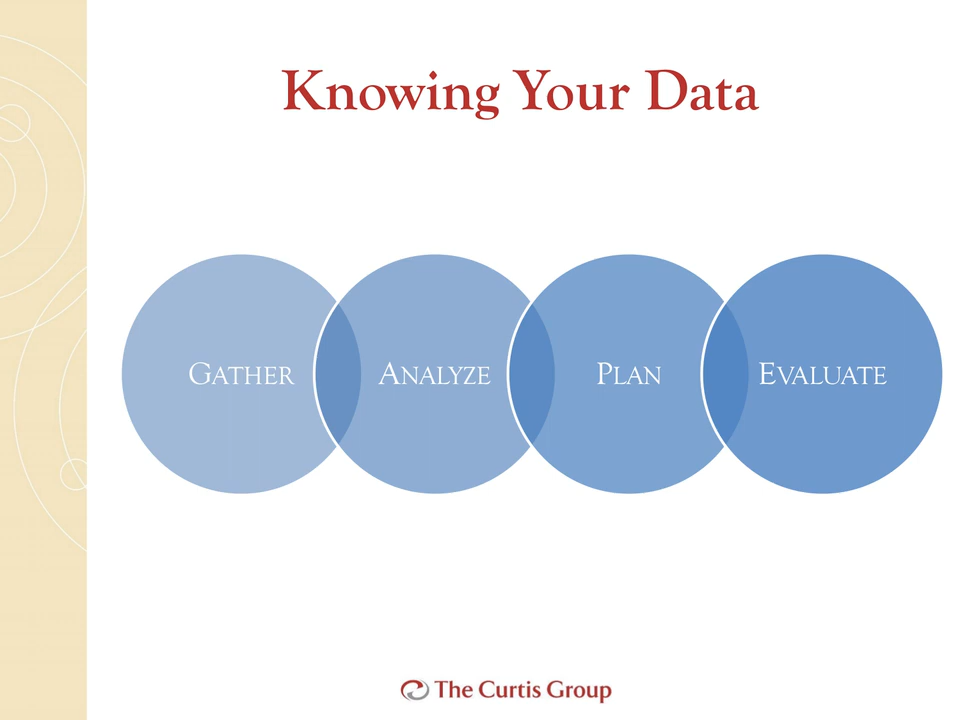 Knowing Your Data
Gather Analyze Plan Evaluate
The Curtis Group